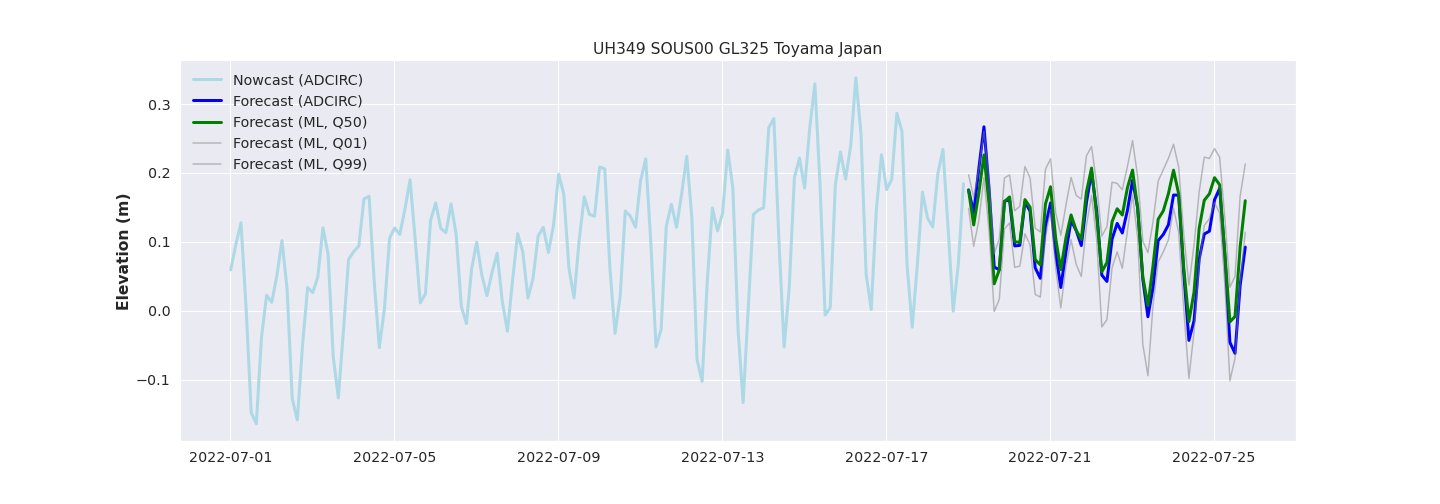 UH349 SOUS00 GL325 Toyama Japan
Nowcast (ADCIRC)
Forecast (ADCIRC)
Forecast (ML, Q50)
Forecast (ML, Q01)
Forecast (ML, Q99)
Elevation (m)
0.3
0.2
0.1
0.0
−0.1
2022-07-01 2022-07-05 2022-07-09 2022-07-13 2022-07-17 2022-07-21 2022-07-25